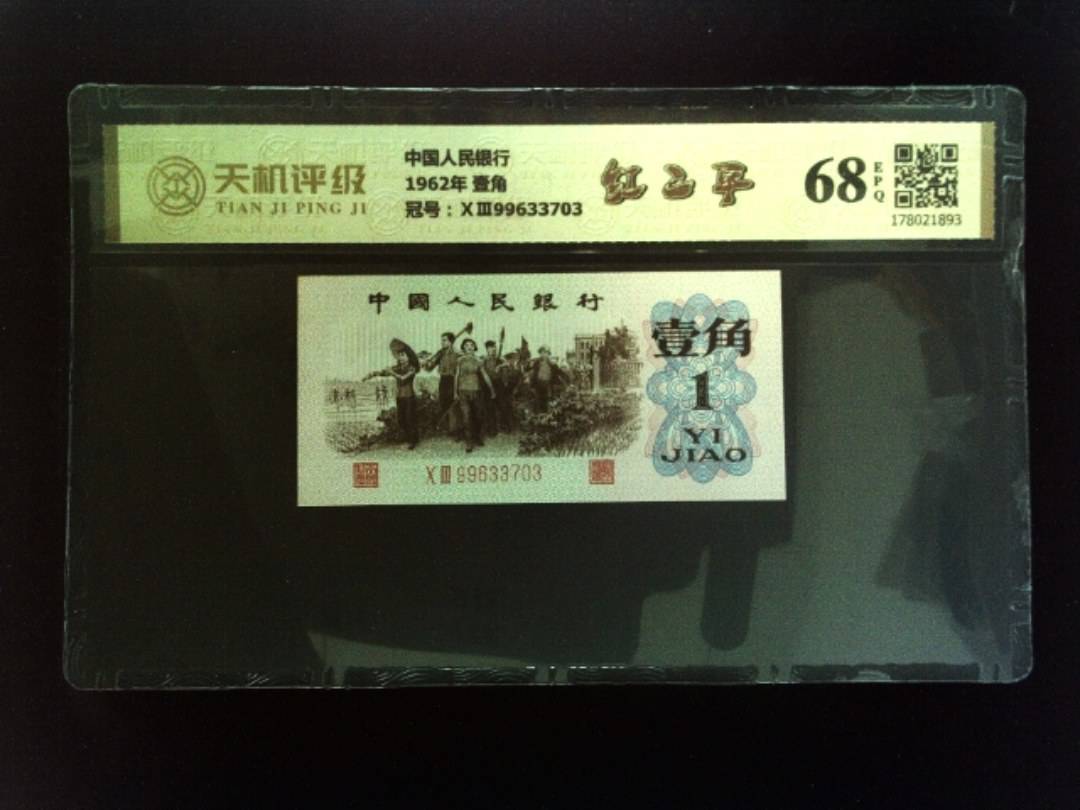 天机评级
TIAN JI PING JI
中国人民银行
1962年 壹角
冠号：XⅢ99633703
红二平
68
EPQ
178021893
中國人民銀行
壹角
1
YI
JIAO
XⅢ99633703